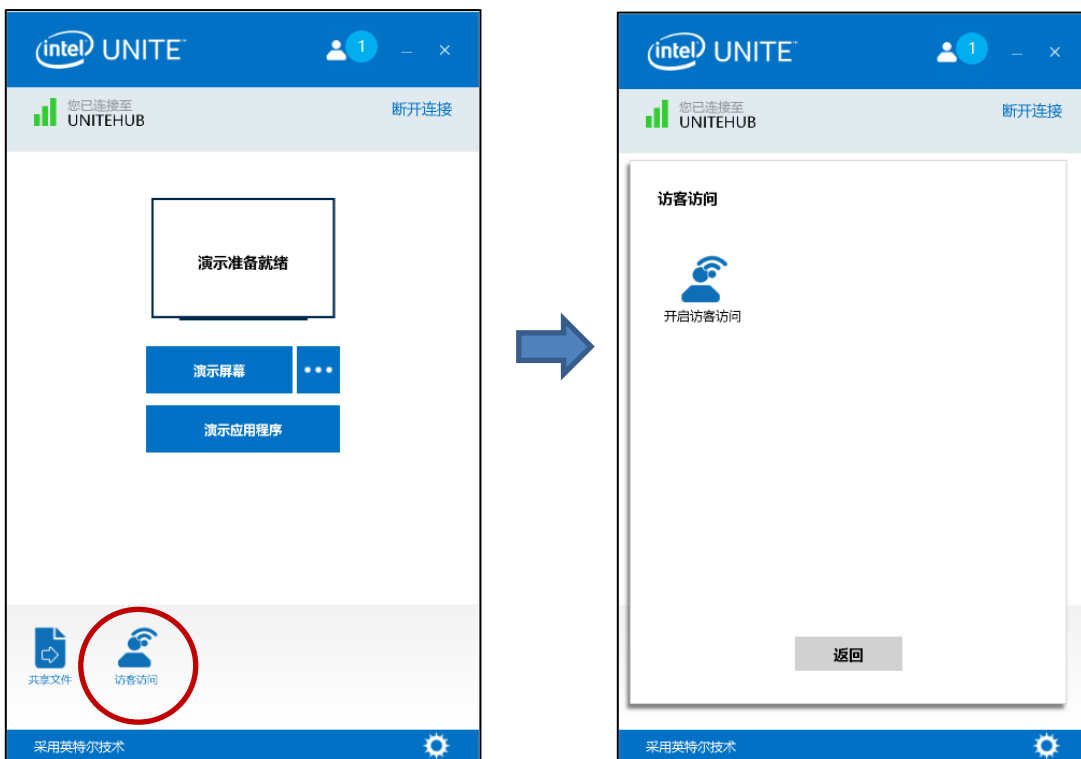 intel UNITE™
1
您已连接至
UNITEHUB
断开连接
演示准备就绪
演示屏幕
演示应用程序
共享文件
访客访问
采用英特尔技术
intel UNITE™
1
您已连接至
UNITEHUB
断开连接
访客访问
开启访客访问
返回
采用英特尔技术